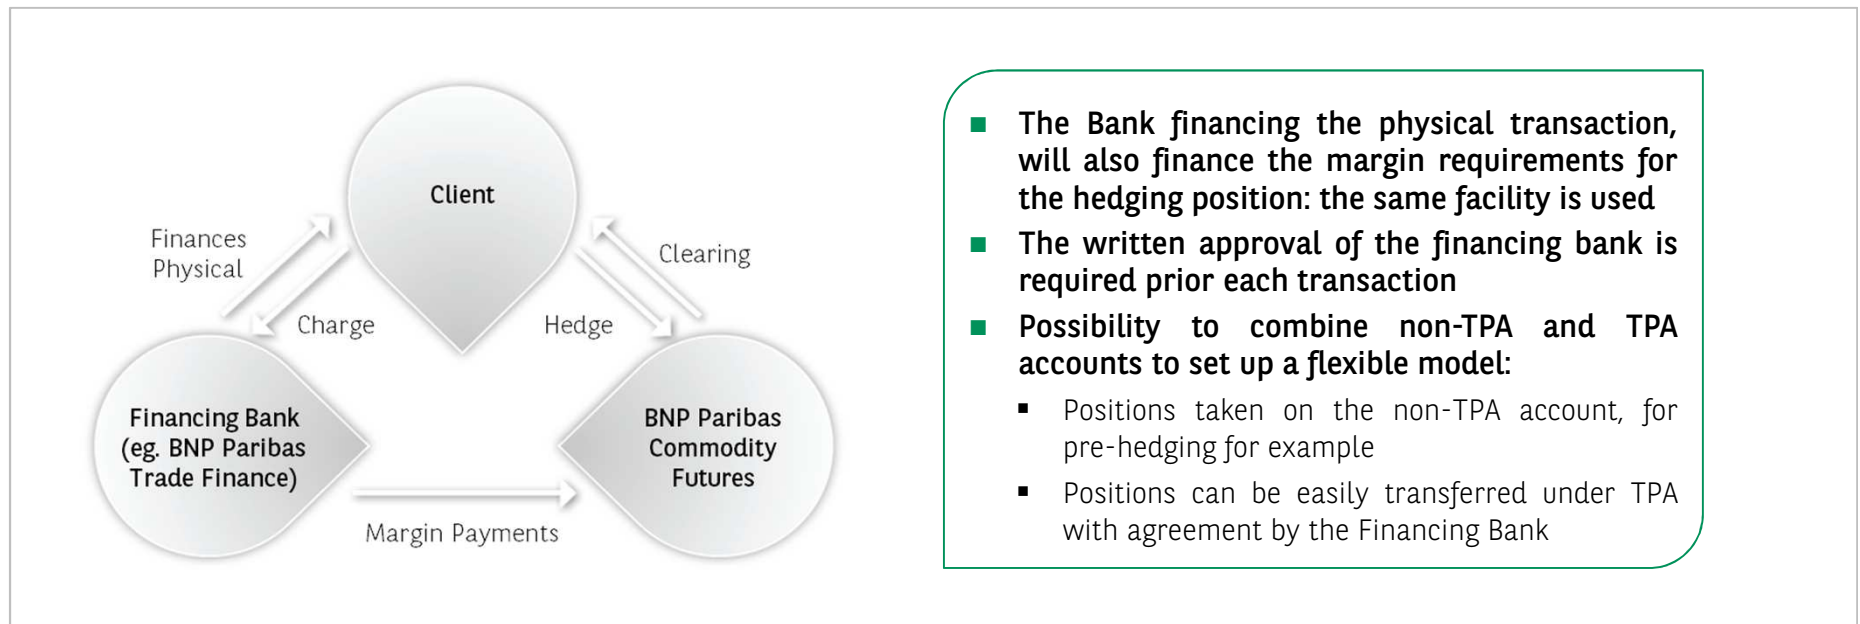 Client
Finances
Physical
Clearing
Charge
Hedge
Financing Bank
(eg. BNP Paribas
Trade Finance)
BNP Paribas
Commodity
Futures
Margin Payments
■ The Bank financing the physical transaction,
will also finance the margin requirements for
the hedging position: the same facility is used
■ The written approval of the financing bank is
required prior each transaction
■ Possibility to combine non-TPA and TPA
accounts to set up a flexible model:
▪ Positions taken on the non-TPA account, for
pre-hedging for example
▪ Positions can be easily transferred under TPA
with agreement by the Financing Bank